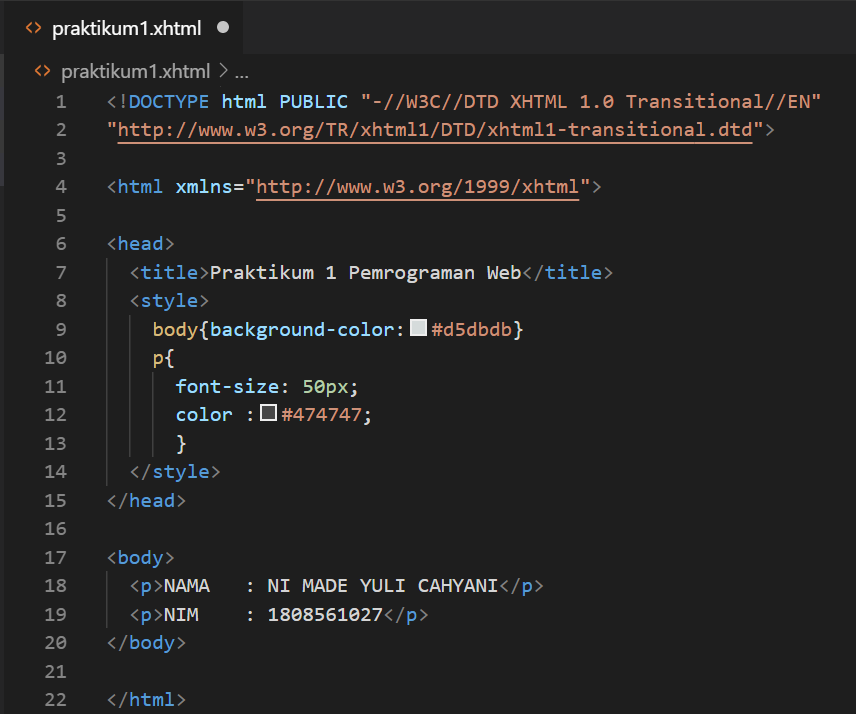 praktikum1.xhtml
praktikum1.xhtml > ...
1 <!DOCTYPE html PUBLIC "-//W3C//DTD XHTML 1.0 Transitional//EN"
2 "http://www.w3.org/TR/xhtml1/DTD/xhtml1-transitional.dtd">
3
4 <html xmlns="http://www.w3.org/1999/xhtml">
5
6 <head>
7   <title>Praktikum 1 Pemrograman Web</title>
8   <style>
9     body{background-color:#d5dbdb}
10     p{
11       font-size: 50px;
12       color :#474747;
13       }
14   </style>
15 </head>
16
17 <body>
18   <p>NAMA   : NI MADE YULI CAHYANI</p>
19   <p>NIM    : 1808561027</p>
20 </body>
21
22 </html>